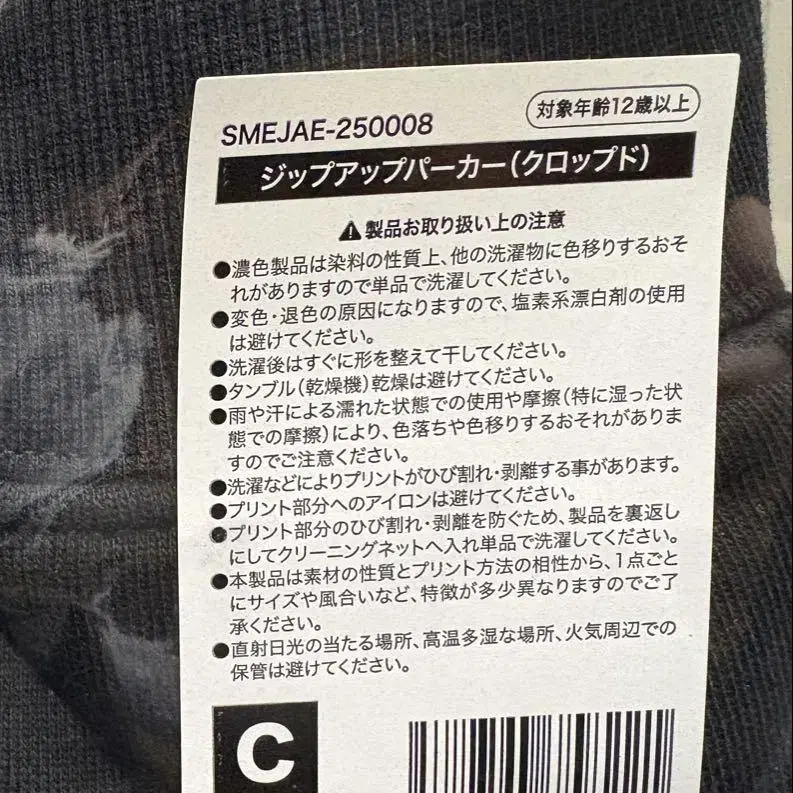 対象年齢12歳以上
SMEJAE-250008
ジップアップパーカー(クロップド)
⚠製品お取り扱い上の注意
●濃色製品は染料の性質上、他の洗濯物に色移りするおそ
れがありますので単品で洗濯してください。
●変色・退色の原因になりますので、塩素系漂白剤の使用
は避けてください。
●洗濯後はすぐに形を整えて干してください。
●タンブル(乾燥機)乾燥は避けてください。
●雨や汗による濡れた状態での使用や摩擦(特に湿った状
態での摩擦)により、色落ちや色移りするおそれがありま
すのでご注意ください。
●洗濯などによりプリントがひび割れ・剥離する事があります。
●プリント部分へのアイロンは避けてください。
●プリント部分のひび割れ・剥離を防ぐため、製品を裏返し
にしてクリーニングネットへ入れ単品で洗濯してください。
●本製品は素材の性質とプリント方法の相性から、1点ごと
にサイズや風合いなど、特徴が多少異なりますのでご了
承ください。
●直射日光の当たる場所、高温多湿な場所、火気周辺での
保管は避けてください。
C